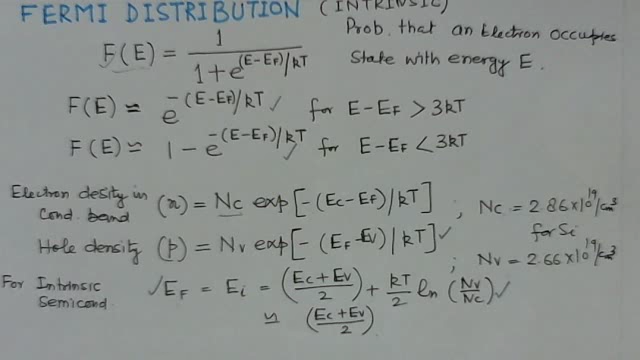 FERMI DISTRIBUTION (INTRINSIC)
F(E) = 1 / (1+e^{(E-EF)/kT}) Prob. that an Electron occupies
State with energy E.
F(E) ≃ e^{-(E-EF)/kT} ✓ for E-EF > 3kT
F(E) ≃ 1 - e^{-(E-EF)/kT} ✓ for E-EF < 3kT
Electron desity in (n) = Nc exp[-(Ec-EF)/kT] ; Nc = 2.86×10^19/cm^3
Cond. band for Si
Hole density (p) = Nv exp[-(EF-Ev)/kT] ✓ ; Nv = 2.66×10^19/cm^3
For Intrinsic ✓EF = Ei = (Ec+Ev / 2) + kT/2 ln (Nv/Nc) ✓
Semicond. ≃ (Ec+Ev / 2)